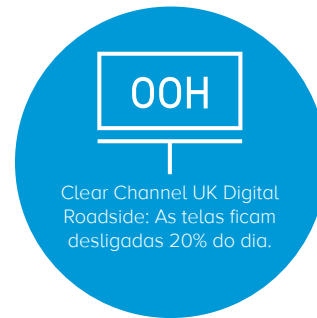 OOH
Clear Channel UK Digital
Roadside: As telas ficam
desligadas 20% do dia.